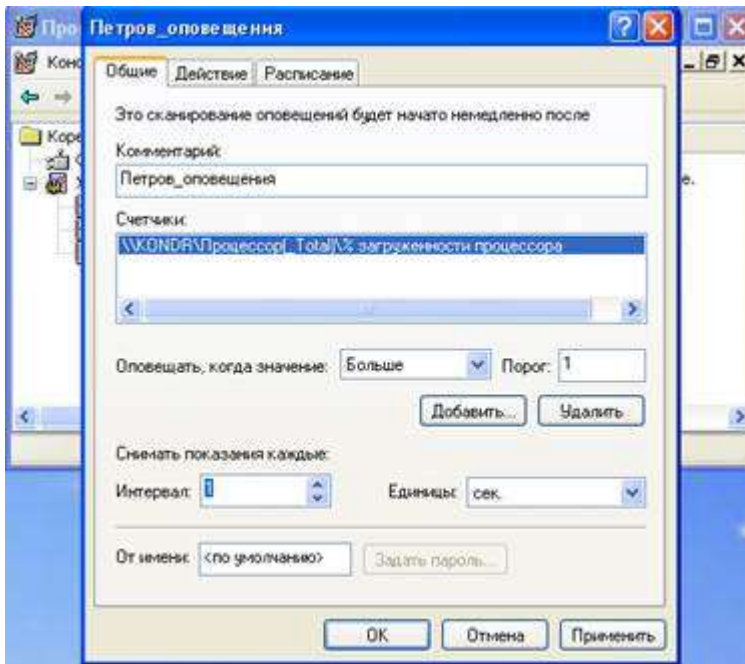 Петров_оповещения
Общие Действие Расписание
Это сканирование оповещений будет начато немедленно после
Комментарий:
Петров_оповещения
Счетчики:
\\KONDR\Процессор(_Total)\% загруженности процессора
Оповещать, когда значение: Больше Порог: 1
Добавить... Удалить
Снимать показания каждые:
Интервал: 1 Единицы: сек.
От имени: <по умолчанию> Задать пароль...
ОК Отмена Применить